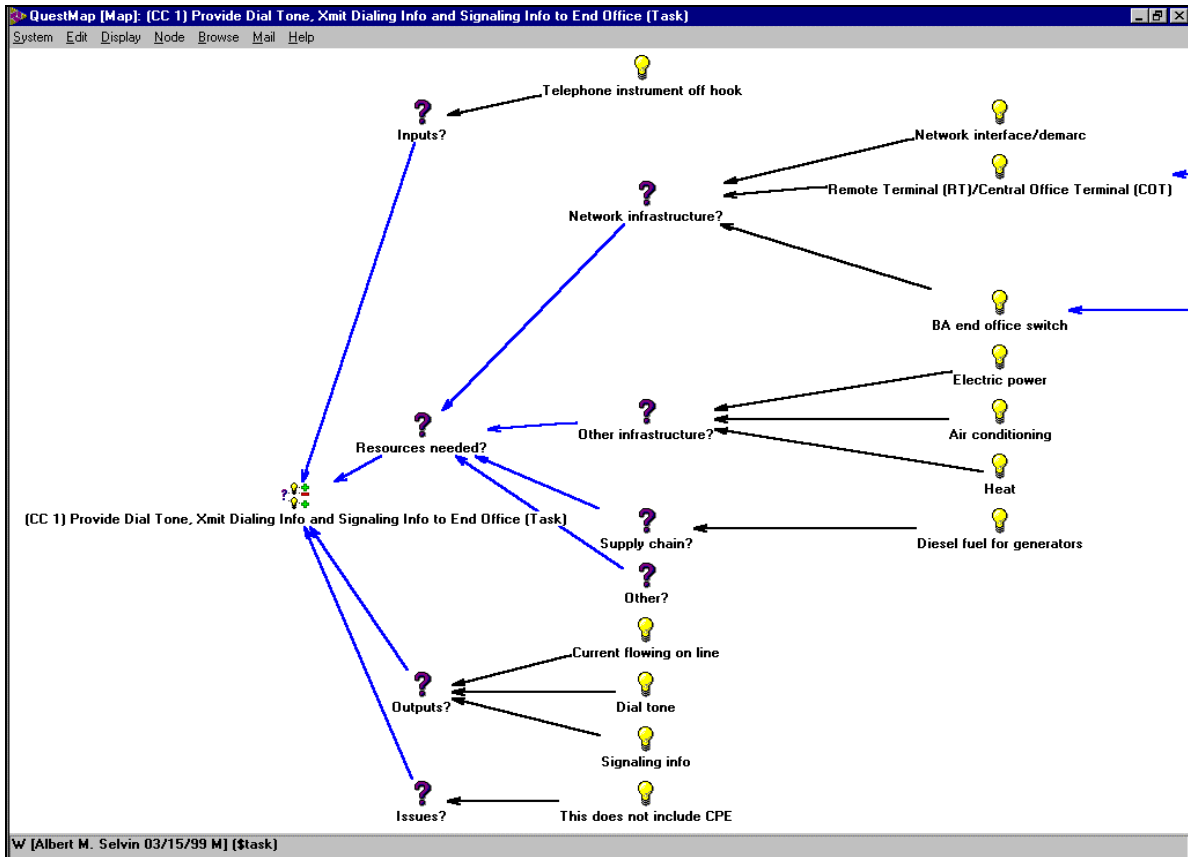 QuestMap [Map]: (CC 1) Provide Dial Tone, Xmit Dialing Info and Signaling Info to End Office (Task)
System Edit Display Node Browse Mail Help
Telephone instrument off hook
Inputs?
Network interface/demarc
Remote Terminal (RT)/Central Office Terminal (COT)
Network infrastructure?
BA end office switch
Electric power
Resources needed?
Other infrastructure?
Air conditioning
Heat
(CC 1) Provide Dial Tone, Xmit Dialing Info and Signaling Info to End Office (Task)
Supply chain?
Diesel fuel for generators
Other?
Current flowing on line
Outputs?
Dial tone
Signaling info
Issues?
This does not include CPE
W [Albert M. Selvin 03/15/99 M] ($task)